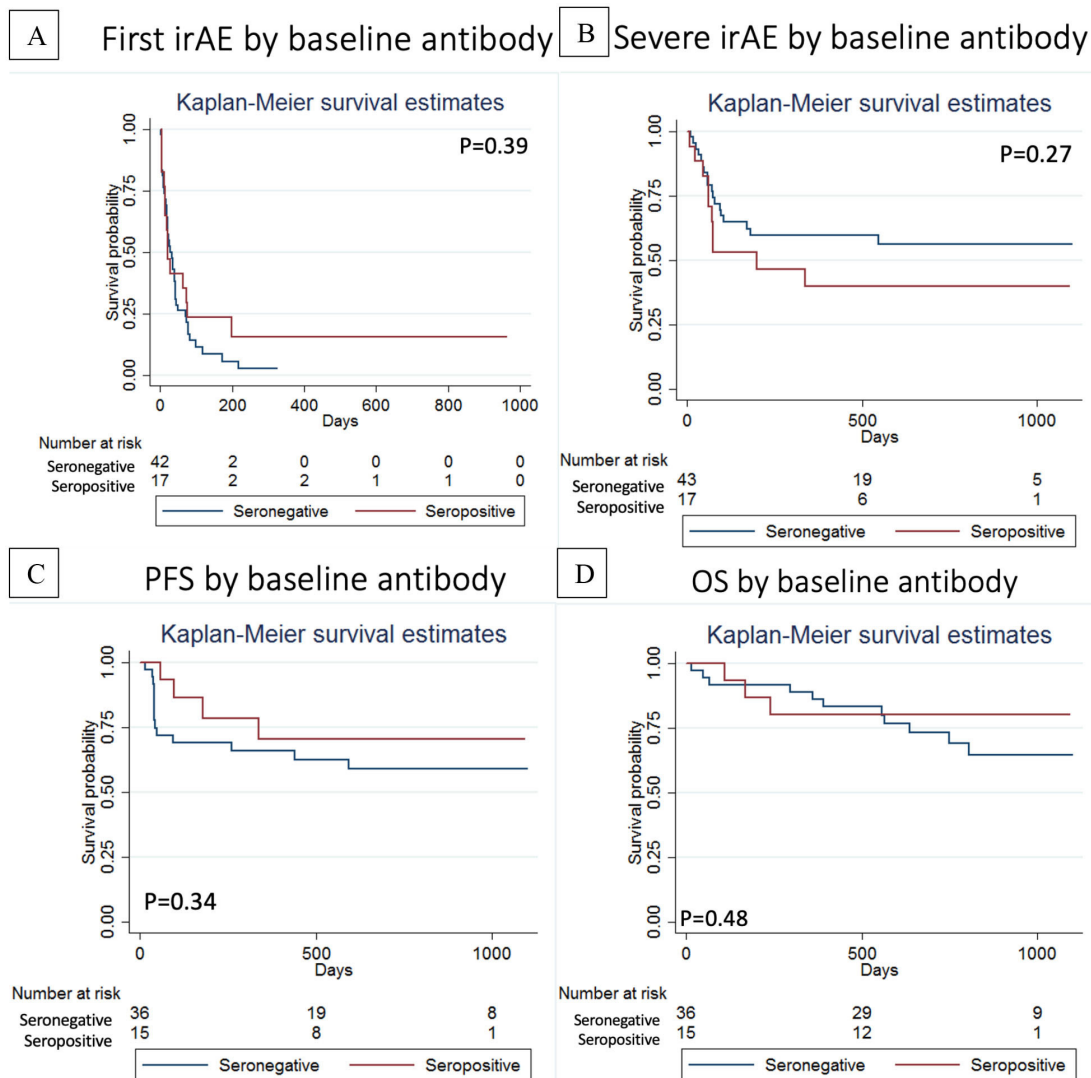 A
First irAE by baseline antibody
Kaplan-Meier survival estimates
P=0.39
Survival probability
1.00
0.75
0.50
0.25
0.00
0 200 400 600 800 1000
Days
Number at risk
Seronegative 42 2 0 0 0 0
Seropositive 17 2 2 1 1 0
Seronegative Seropositive
B
Severe irAE by baseline antibody
Kaplan-Meier survival estimates
P=0.27
Survival probability
1.00
0.75
0.50
0.25
0.00
0 500 1000
Days
Number at risk
Seronegative 43 19 5
Seropositive 17 6 1
Seronegative Seropositive
C
PFS by baseline antibody
Kaplan-Meier survival estimates
Survival probability
1.00
0.75
0.50
0.25
0.00
P=0.34
0 500 1000
Days
Number at risk
Seronegative 36 19 8
Seropositive 15 8 1
Seronegative Seropositive
D
OS by baseline antibody
Kaplan-Meier survival estimates
Survival probability
1.00
0.75
0.50
0.25
0.00
P=0.48
0 500 1000
Days
Number at risk
Seronegative 36 29 9
Seropositive 15 12 1
Seronegative Seropositive